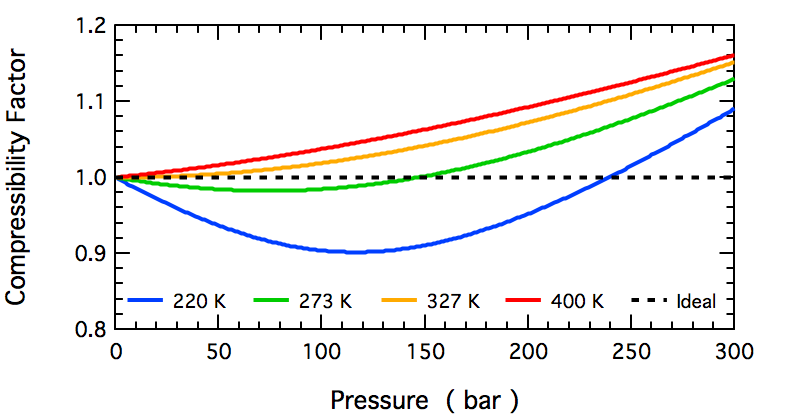 Compressibility Factor
1.2
1.1
1.0
0.9
0.8
220 K 273 K 327 K 400 K Ideal
0 50 100 150 200 250 300
Pressure ( bar )